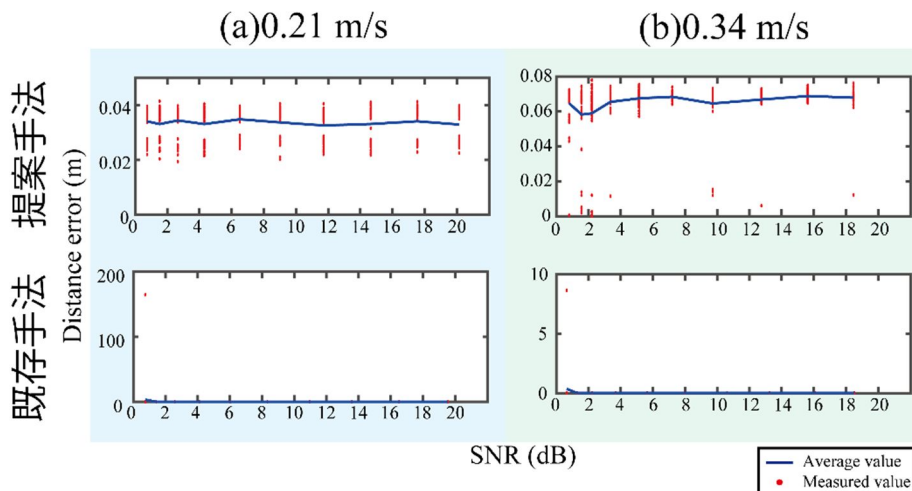 (a)0.21 m/s
(b)0.34 m/s
提案手法
既存手法
Distance error (m)
0.04
0.02
0
0 2 4 6 8 10 12 14 16 18 20
0.08
0.06
0.04
0.02
0
0 2 4 6 8 10 12 14 16 18 20
200
100
0
0 2 4 6 8 10 12 14 16 18 20
10
5
0
0 2 4 6 8 10 12 14 16 18 20
SNR (dB)
Average value
Measured value